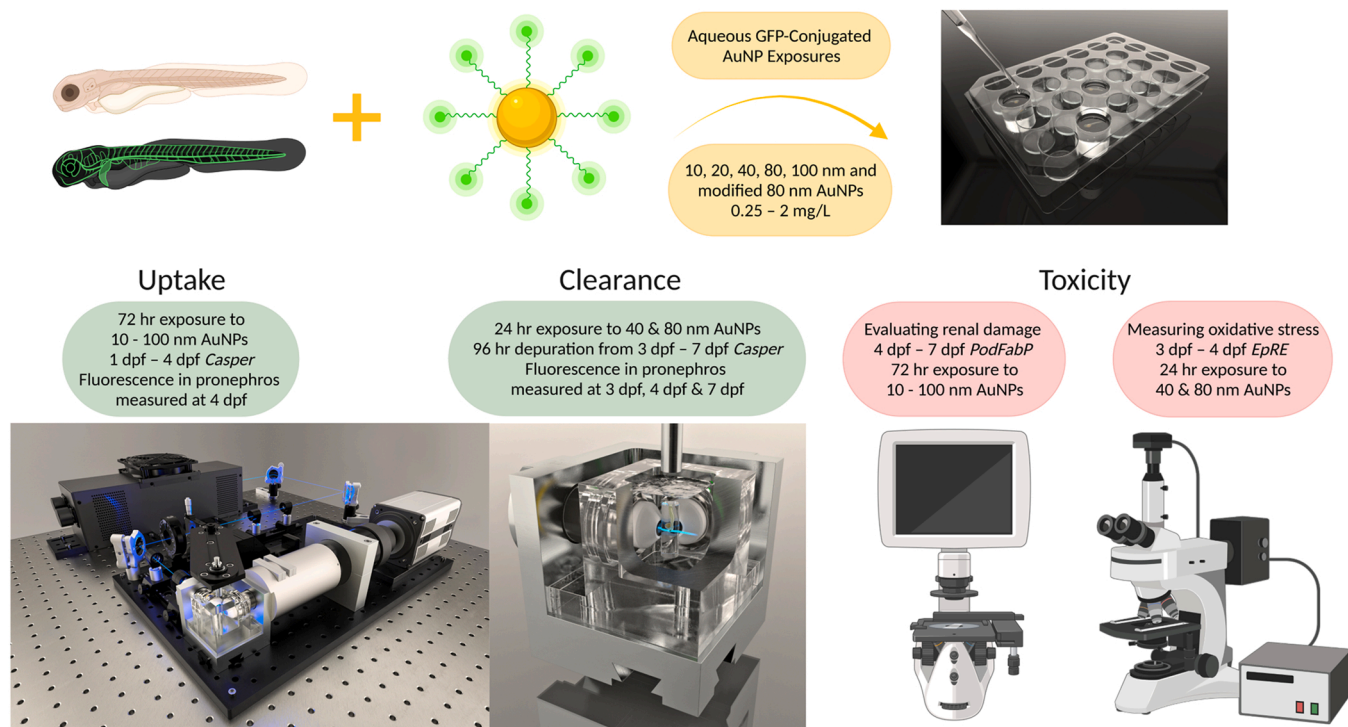 Aqueous GFP-Conjugated
AuNP Exposures
10, 20, 40, 80, 100 nm and
modified 80 nm AuNPs
0.25 – 2 mg/L
Uptake
72 hr exposure to
10 - 100 nm AuNPs
1 dpf – 4 dpf Casper
Fluorescence in pronephros
measured at 4 dpf
Clearance
24 hr exposure to 40 & 80 nm AuNPs
96 hr depuration from 3 dpf – 7 dpf Casper
Fluorescence in pronephros
measured at 3 dpf, 4 dpf & 7 dpf
Toxicity
Evaluating renal damage
4 dpf – 7 dpf PodFabP
72 hr exposure to
10 - 100 nm AuNPs
Measuring oxidative stress
3 dpf – 4 dpf EpRE
24 hr exposure to
40 & 80 nm AuNPs